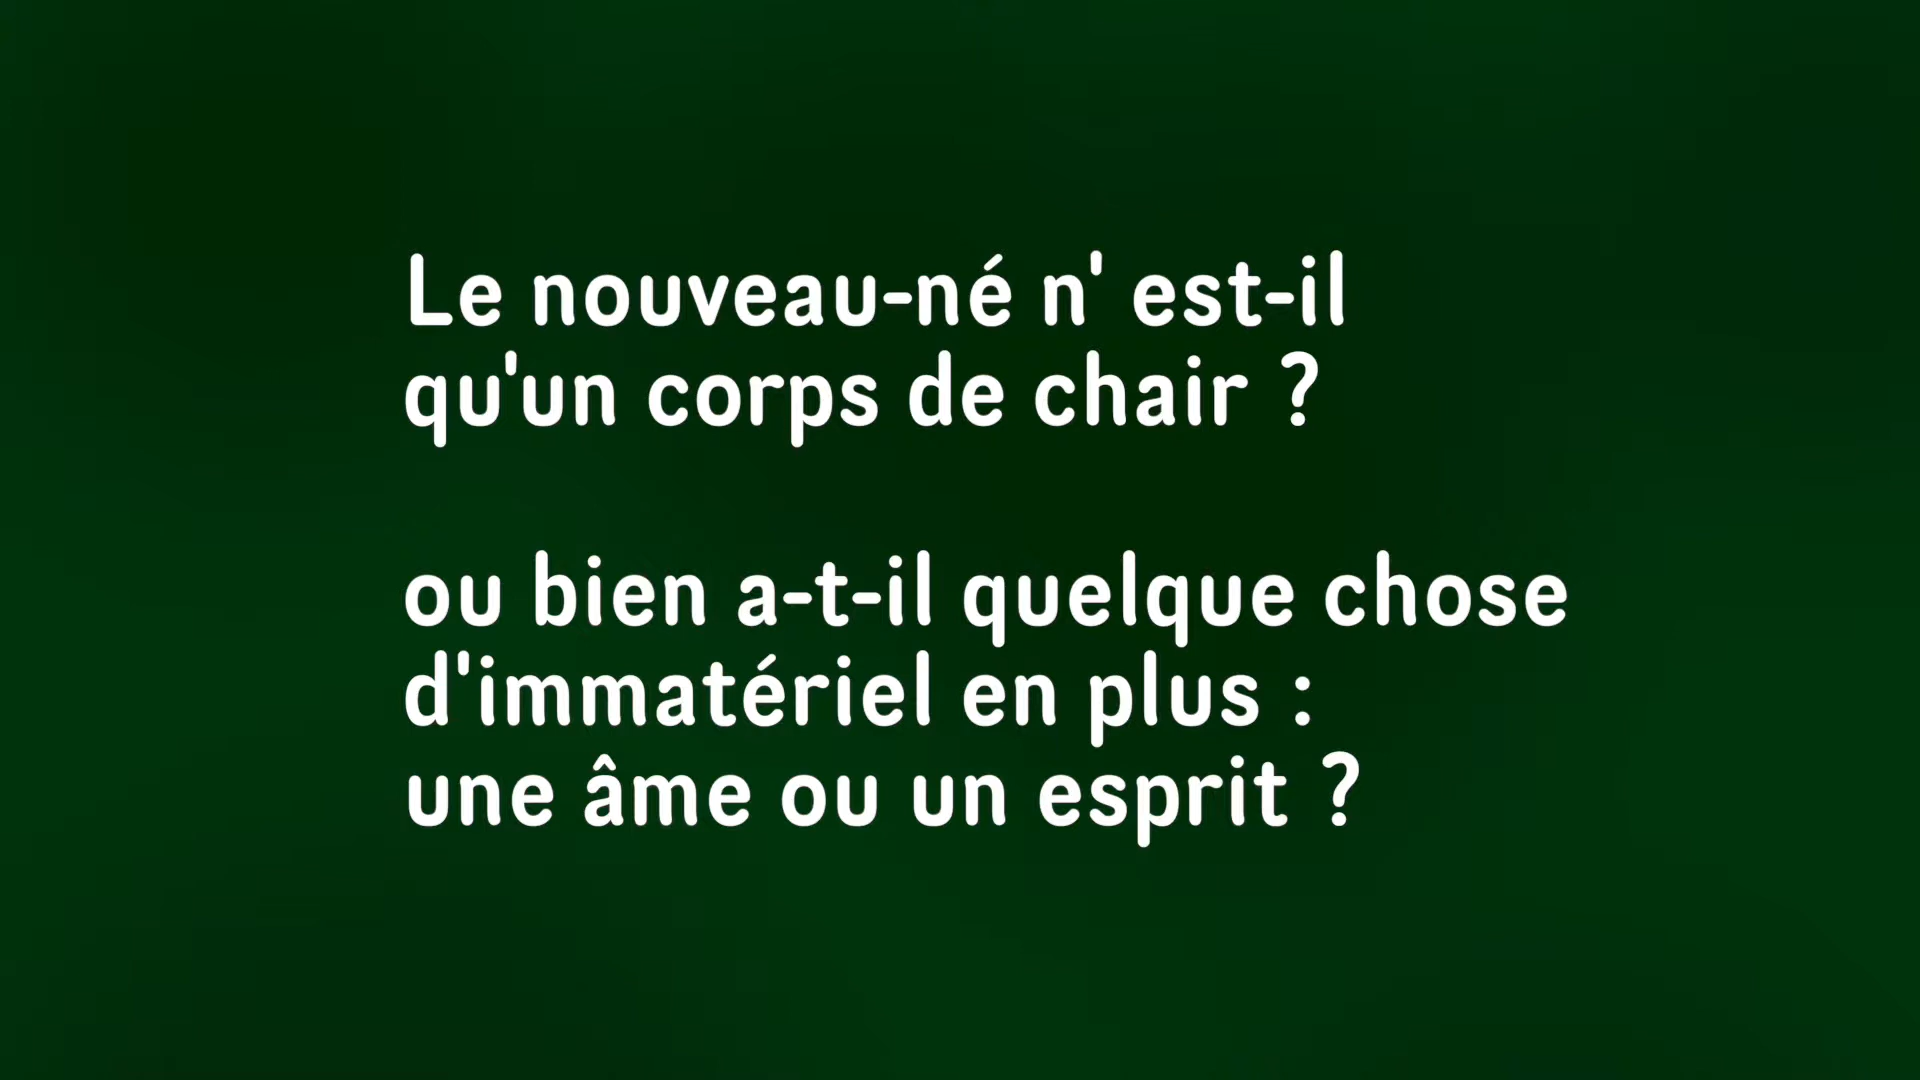 Le nouveau-né n' est-il
qu'un corps de chair ?
ou bien a-t-il quelque chose
d'immatériel en plus :
une âme ou un esprit ?